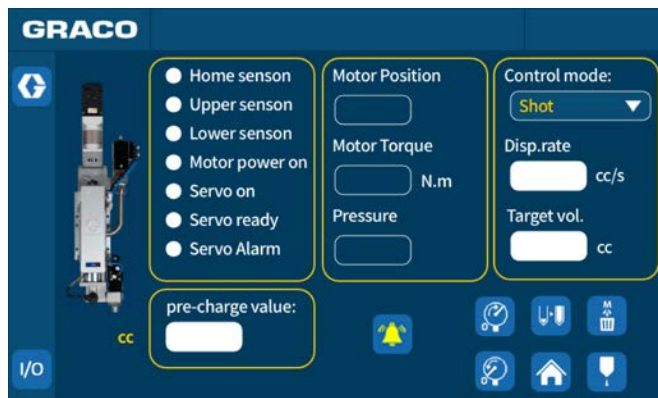 GRACO
Home senson
Upper senson
Lower senson
Motor power on
Servo on
Servo ready
Servo Alarm
Motor Position
Motor Torque
N.m
Pressure
Control mode:
Shot
Disp.rate
cc/s
Target vol.
cc
pre-charge value:
cc
M
I/O